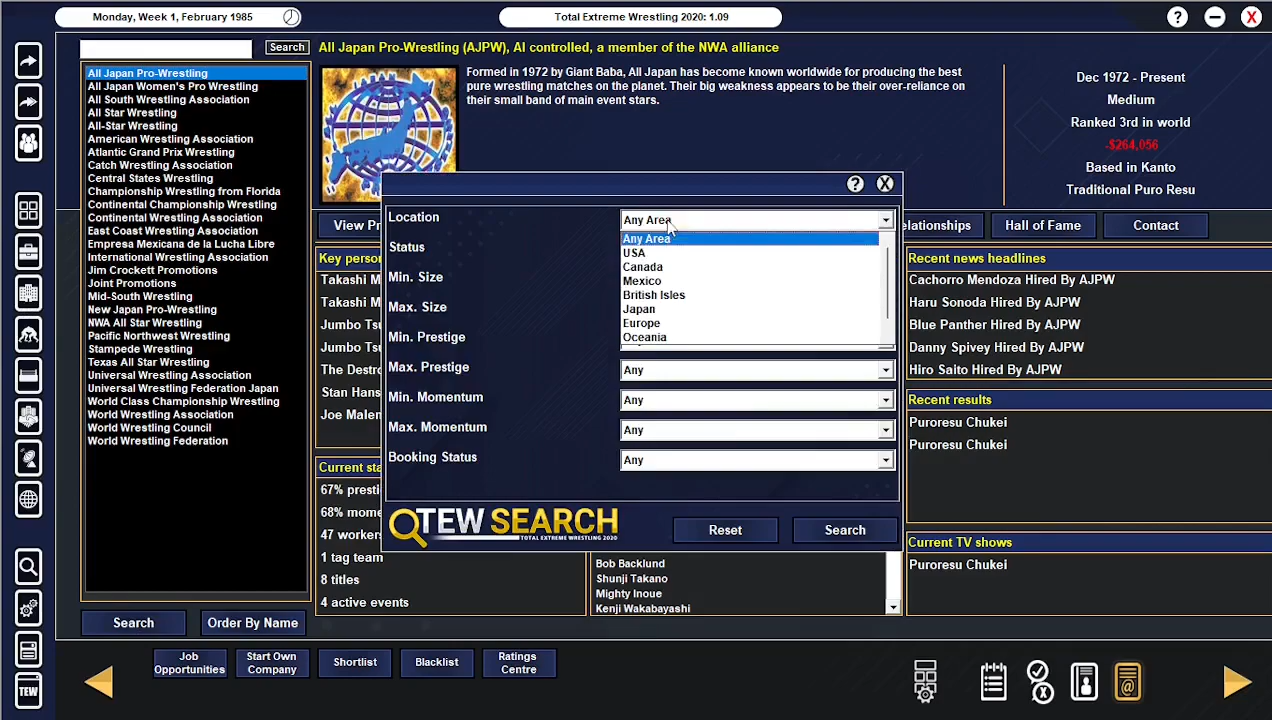 Monday, Week 1, February 1985
Total Extreme Wrestling 2020: 1.09
?
X
Search
All Japan Pro-Wrestling (AJPW), AI controlled, a member of the NWA alliance
All Japan Pro-Wrestling
All Japan Women's Pro Wrestling
All South Wrestling Association
All Star Wrestling
All-Star Wrestling
American Wrestling Association
Atlantic Grand Prix Wrestling
Catch Wrestling Association
Central States Wrestling
Championship Wrestling from Florida
Continental Championship Wrestling
Continental Wrestling Association
East Coast Wrestling Association
Empresa Mexicana de la Lucha Libre
International Wrestling Association
Jim Crockett Promotions
Joint Promotions
Mid-South Wrestling
New Japan Pro-Wrestling
NWA All Star Wrestling
Pacific Northwest Wrestling
Stampede Wrestling
Texas All Star Wrestling
Universal Wrestling Association
Universal Wrestling Federation Japan
World Class Championship Wrestling
World Wrestling Association
World Wrestling Council
World Wrestling Federation
Formed in 1972 by Giant Baba, All Japan has become known worldwide for producing the best
pure wrestling matches on the planet. Their big weakness appears to be their over-reliance on
their small band of main event stars.
Dec 1972 - Present
Medium
Ranked 3rd in world
-$264,056
Based in Kanto
Traditional Puro Resu
View Pr
elationships
Hall of Fame
Contact
Key person
Takashi M
Takashi M
Jumbo Tsu
Jumbo Tsu
The Destro
Stan Hans
Joe Malen
Current sta
67% presti
68% mome
47 workers
1 tag team
8 titles
4 active events
? X
Location
Any Area
Any Area
USA
Canada
Mexico
British Isles
Japan
Europe
Oceania
Status
Min. Size
Max. Size
Min. Prestige
Max. Prestige
Any
Min. Momentum
Any
Max. Momentum
Any
Booking Status
Any
TEW SEARCH
TOTAL EXTREME WRESTLING 2020
Reset
Search
Bob Backlund
Shunji Takano
Mighty Inoue
Kenji Wakabayashi
Recent news headlines
Cachorro Mendoza Hired By AJPW
Haru Sonoda Hired By AJPW
Blue Panther Hired By AJPW
Danny Spivey Hired By AJPW
Hiro Saito Hired By AJPW
Recent results
Puroresu Chukei
Puroresu Chukei
Current TV shows
Puroresu Chukei
Search
Order By Name
Job
Opportunities
Start Own
Company
Shortlist
Blacklist
Ratings
Centre
TEW